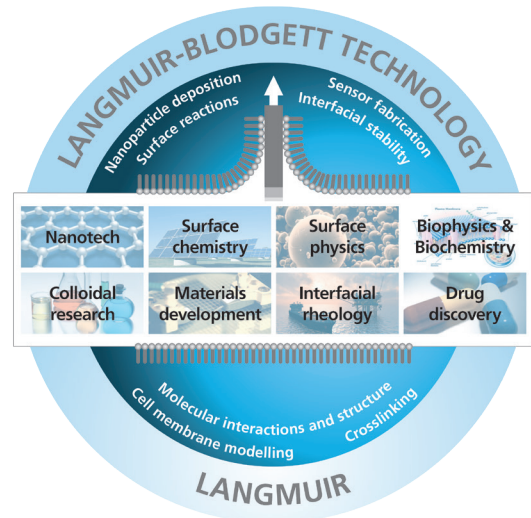 LANGMUIR-BLODGETT TECHNOLOGY
Nanoparticle deposition
Surface reactions
Sensor fabrication
Interfacial stability
Nanotech
Surface
chemistry
Surface
physics
Biophysics &
Biochemistry
Colloidal
research
Materials
development
Interfacial
rheology
Drug
discovery
Molecular interactions and structure
Cell membrane modelling
Crosslinking
LANGMUIR